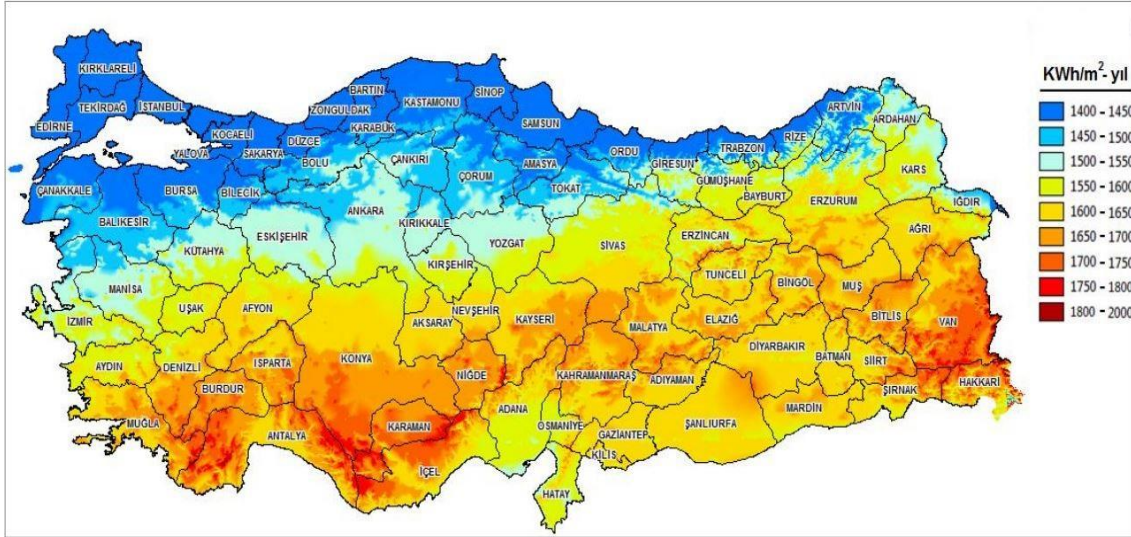 KIRKLARELİ
TEKİRDAĞ
İSTANBUL
EDİRNE
KOCAELİ
YALOVA
SAKARYA
DÜZCE
ZONGULDAK
BARTIN
KARABÜK
KASTAMONU
SİNOP
SAMSUN
BOLU
ÇANKIRI
ÇORUM
AMASYA
TOKAT
ORDU
GİRESUN
TRABZON
RİZE
ARTVİN
ARDAHAN
GÜMÜŞHANE
BAYBURT
ERZURUM
KARS
IĞDIR
AĞRI
ÇANAKKALE
BALIKESİR
BURSA
BİLECİK
KÜTAHYA
ESKİŞEHİR
ANKARA
KIRIKKALE
YOZGAT
KIRŞEHİR
SİVAS
ERZİNCAN
TUNCELİ
BİNGÖL
MUŞ
BİTLİS
VAN
MANİSA
İZMİR
UŞAK
AFYON
AKSARAY
NEVŞEHİR
KAYSERİ
MALATYA
ELAZIĞ
DİYARBAKIR
BATMAN
SİİRT
ŞIRNAK
HAKKARİ
AYDIN
DENİZLİ
ISPARTA
BURDUR
KONYA
NİĞDE
KAHRAMANMARAŞ
ADIYAMAN
MARDİN
ŞANLIURFA
MUĞLA
ANTALYA
KARAMAN
İÇEL
ADANA
OSMANİYE
GAZİANTEP
KİLİS
HATAY
KWh/m²- yıl
1400 - 1450
1450 - 1500
1500 - 1550
1550 - 1600
1600 - 1650
1650 - 1700
1700 - 1750
1750 - 1800
1800 - 2000